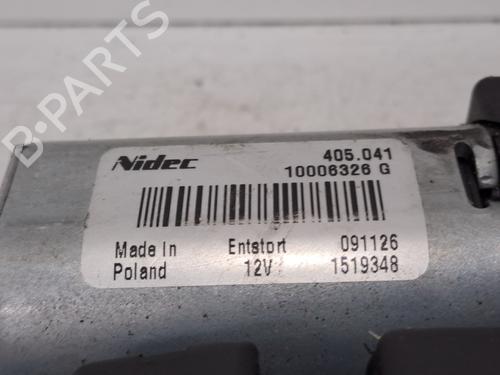 B-PARTS
Nidec 405.041
10006326 G
Made In Entstort 091126
Poland 12V 1519348